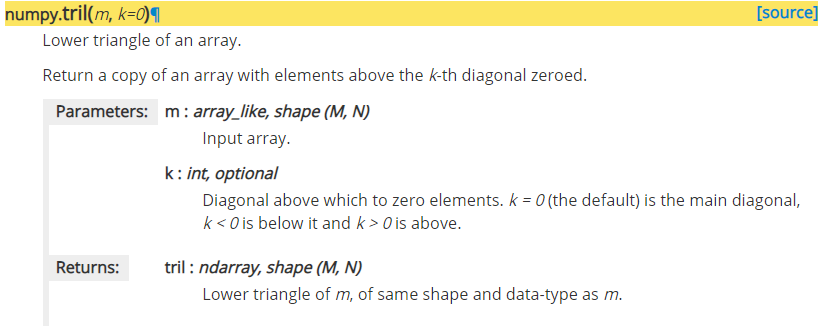 numpy.tril(m, k=0)¶ [source]
Lower triangle of an array.
Return a copy of an array with elements above the k-th diagonal zeroed.
Parameters: m : array_like, shape (M, N)
Input array.
k : int, optional
Diagonal above which to zero elements. k = 0 (the default) is the main diagonal,
k < 0 is below it and k > 0 is above.
Returns: tril : ndarray, shape (M, N)
Lower triangle of m, of same shape and data-type as m.